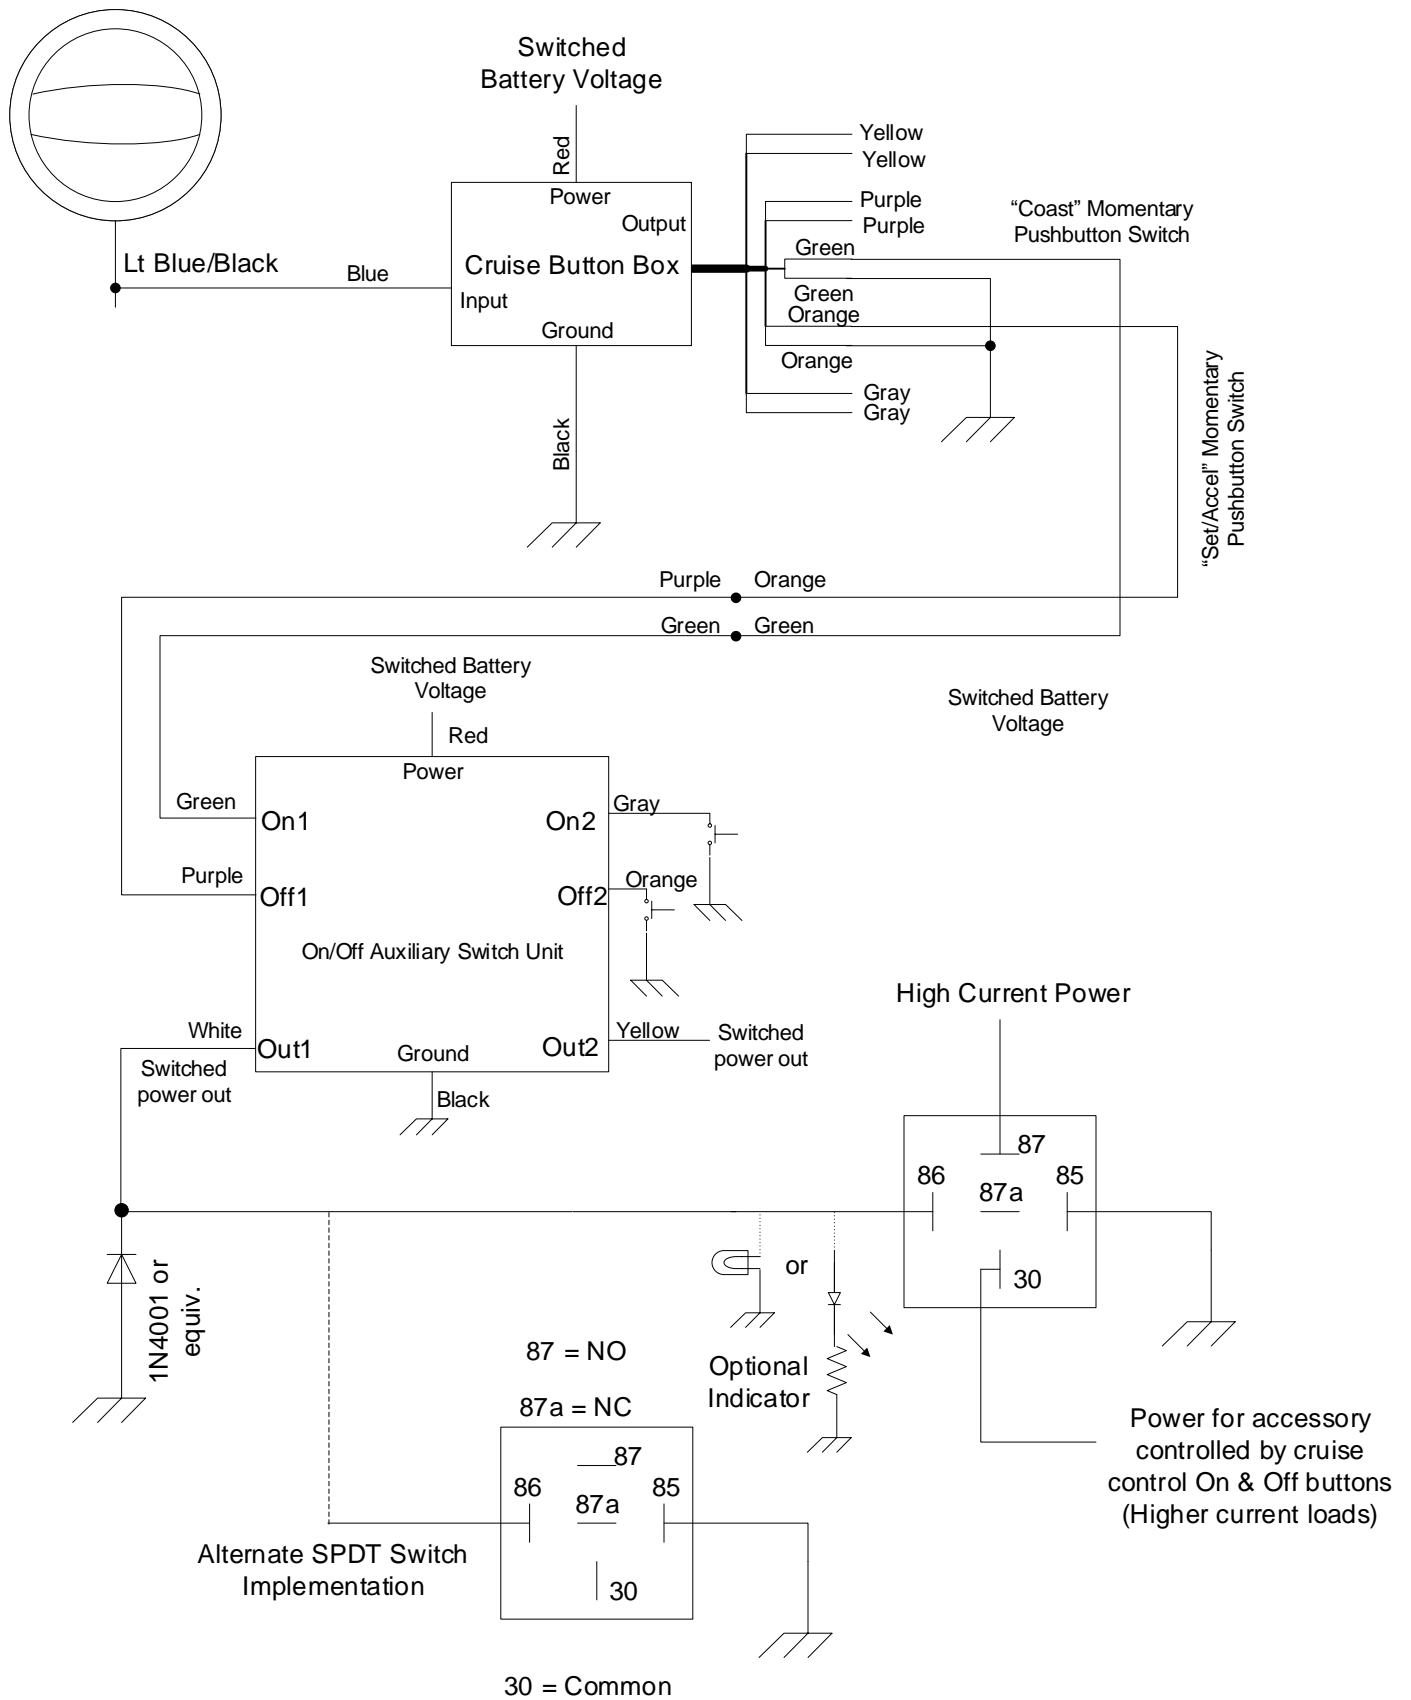 Switched
Battery Voltage
Red
Power
Output
Cruise Button Box
Input
Ground
Black
Lt Blue/Black
Blue
Yellow
Yellow
Purple
Purple
Green
Green
Orange
Orange
Gray
Gray
“Coast” Momentary
Pushbutton Switch
“Set/Accel” Momentary
Pushbutton Switch
Purple
Orange
Green
Green
Switched Battery
Voltage
Red
Switched Battery
Voltage
Power
Green
On1
On2
Gray
Purple
Off1
Off2
Orange
On/Off Auxiliary Switch Unit
White
Out1
Ground
Out2
Yellow
Switched
power out
Switched
power out
Black
High Current Power
87
86
87a
85
30
1N4001 or
equiv.
or
Optional
Indicator
87 = NO
87a = NC
87
86
87a
85
30
Alternate SPDT Switch
Implementation
Power for accessory
controlled by cruise
control On & Off buttons
(Higher current loads)
30 = Common